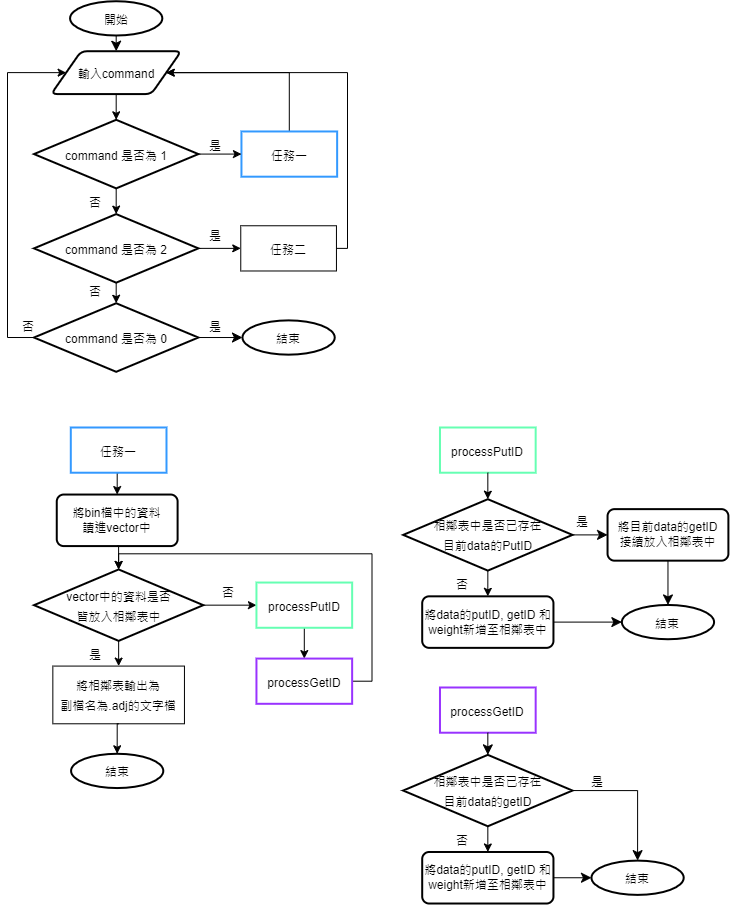 開始
輸入command
command 是否為 1
是
任務一
否
command 是否為 2
是
任務二
否
command 是否為 0
否
是
結束
任務一
將bin檔中的資料
讀進vector中
vector中的資料是否
皆放入相鄰表中
否
processPutID
processGetID
是
將相鄰表輸出為
副檔名為.adj的文字檔
結束
processPutID
相鄰表中是否已存在
目前data的PutID
是
將目前data的getID
接續放入相鄰表中
否
將data的putID, getID 和
weight新增至相鄰表中
結束
processGetID
相鄰表中是否已存在
目前data的getID
是
否
將data的putID, getID 和
weight新增至相鄰表中
結束